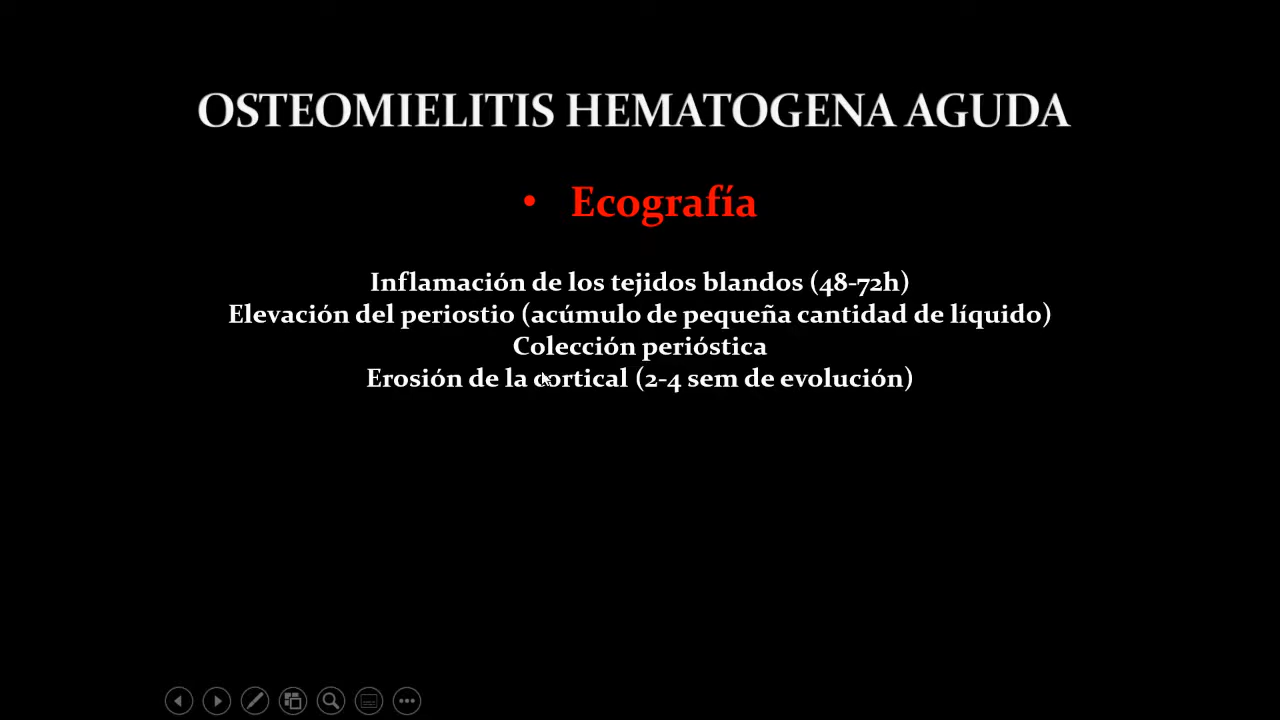 OSTEOMIELITIS HEMATOGENA AGUDA
• Ecografía
Inflamación de los tejidos blandos (48-72h)
Elevación del periostio (acúmulo de pequeña cantidad de líquido)
Colección perióstica
Erosión de la cortical (2-4 sem de evolución)